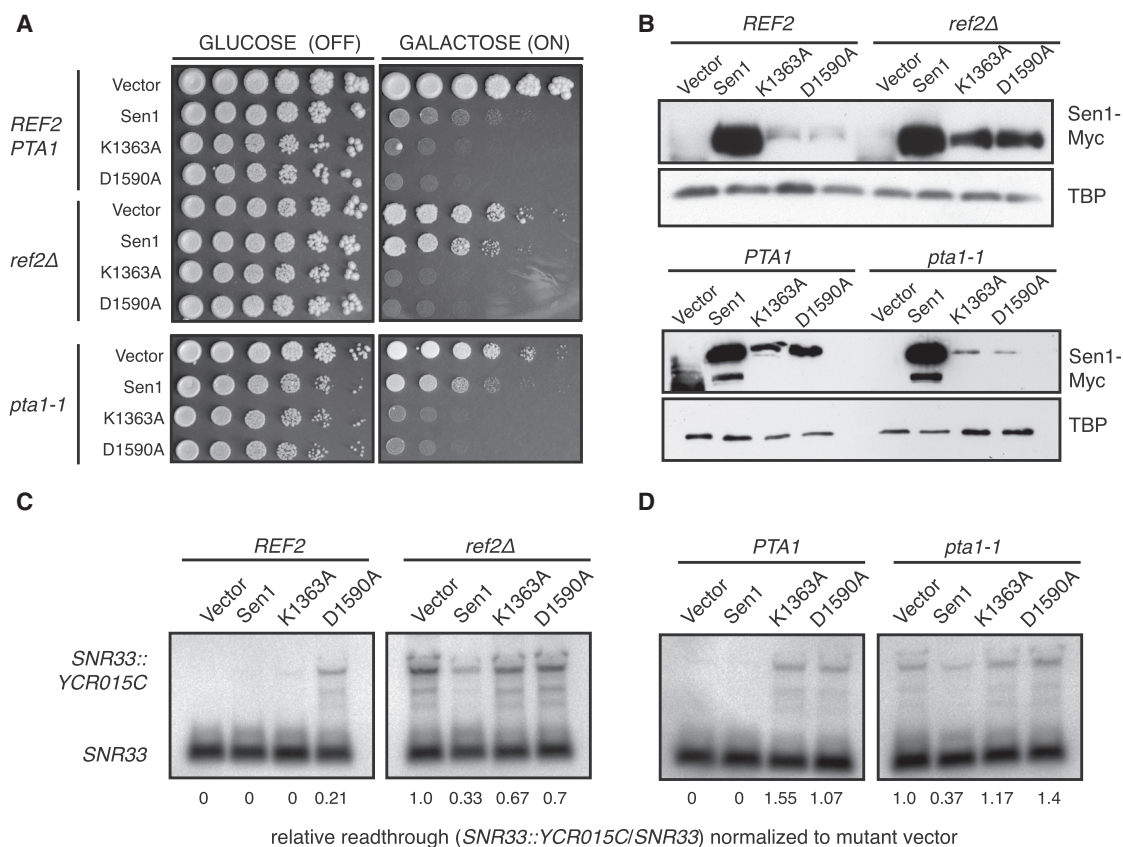 A
GLUCOSE (OFF) GALACTOSE (ON)
REF2
PTA1
Vector
Sen1
K1363A
D1590A
ref2Δ
Vector
Sen1
K1363A
D1590A
pta1-1
Vector
Sen1
K1363A
D1590A
B
REF2 ref2Δ
Vector Sen1 K1363A D1590A Vector Sen1 K1363A D1590A
Sen1-
Myc
TBP
PTA1 pta1-1
Vector Sen1 K1363A D1590A Vector Sen1 K1363A D1590A
Sen1-
Myc
TBP
C
REF2 ref2Δ
Vector Sen1 K1363A D1590A Vector Sen1 K1363A D1590A
SNR33::
YCR015C
SNR33
0 0 0 0.21 1.0 0.33 0.67 0.7
D
PTA1 pta1-1
Vector Sen1 K1363A D1590A Vector Sen1 K1363A D1590A
0 0 1.55 1.07 1.0 0.37 1.17 1.4
relative readthrough (SNR33::YCR015C/SNR33) normalized to mutant vector